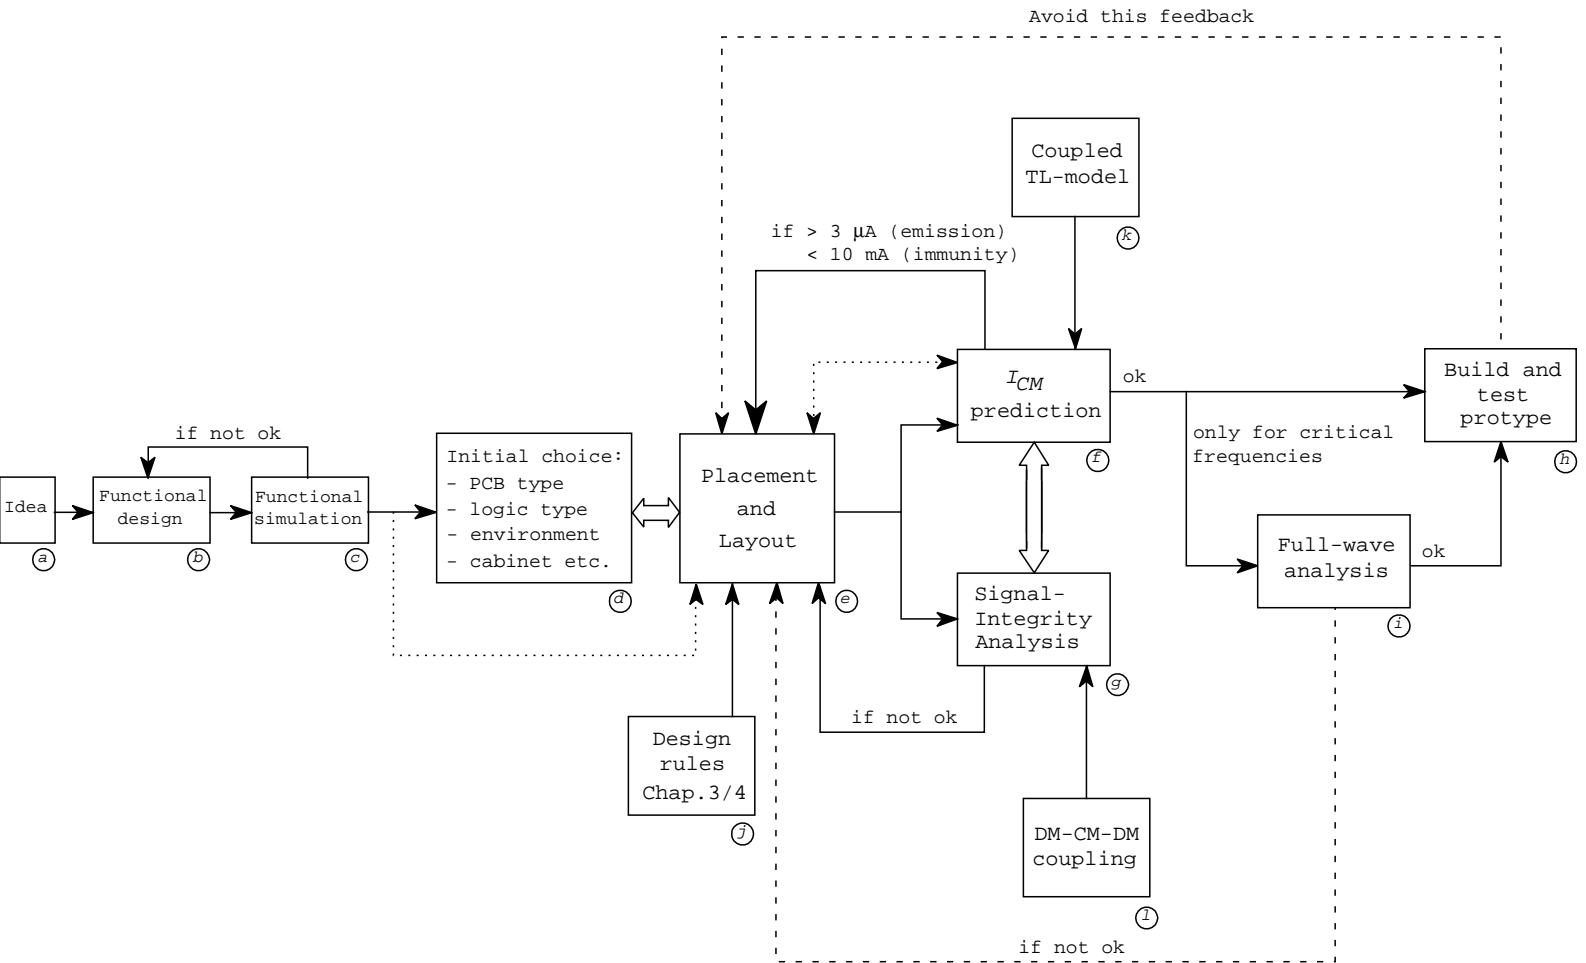 Avoid this feedback
Coupled
TL-model
k
if > 3 µA (emission)
< 10 mA (immunity)
ICM
prediction
f
ok
only for critical
frequencies
Build and
test
protype
h
if not ok
Idea
a
Functional
design
b
Functional
simulation
c
Initial choice:
- PCB type
- logic type
- environment
- cabinet etc.
d
Placement
and
Layout
e
Full-wave
analysis
i
ok
Signal-
Integrity
Analysis
g
if not ok
Design
rules
Chap.3/4
j
DM-CM-DM
coupling
l
if not ok